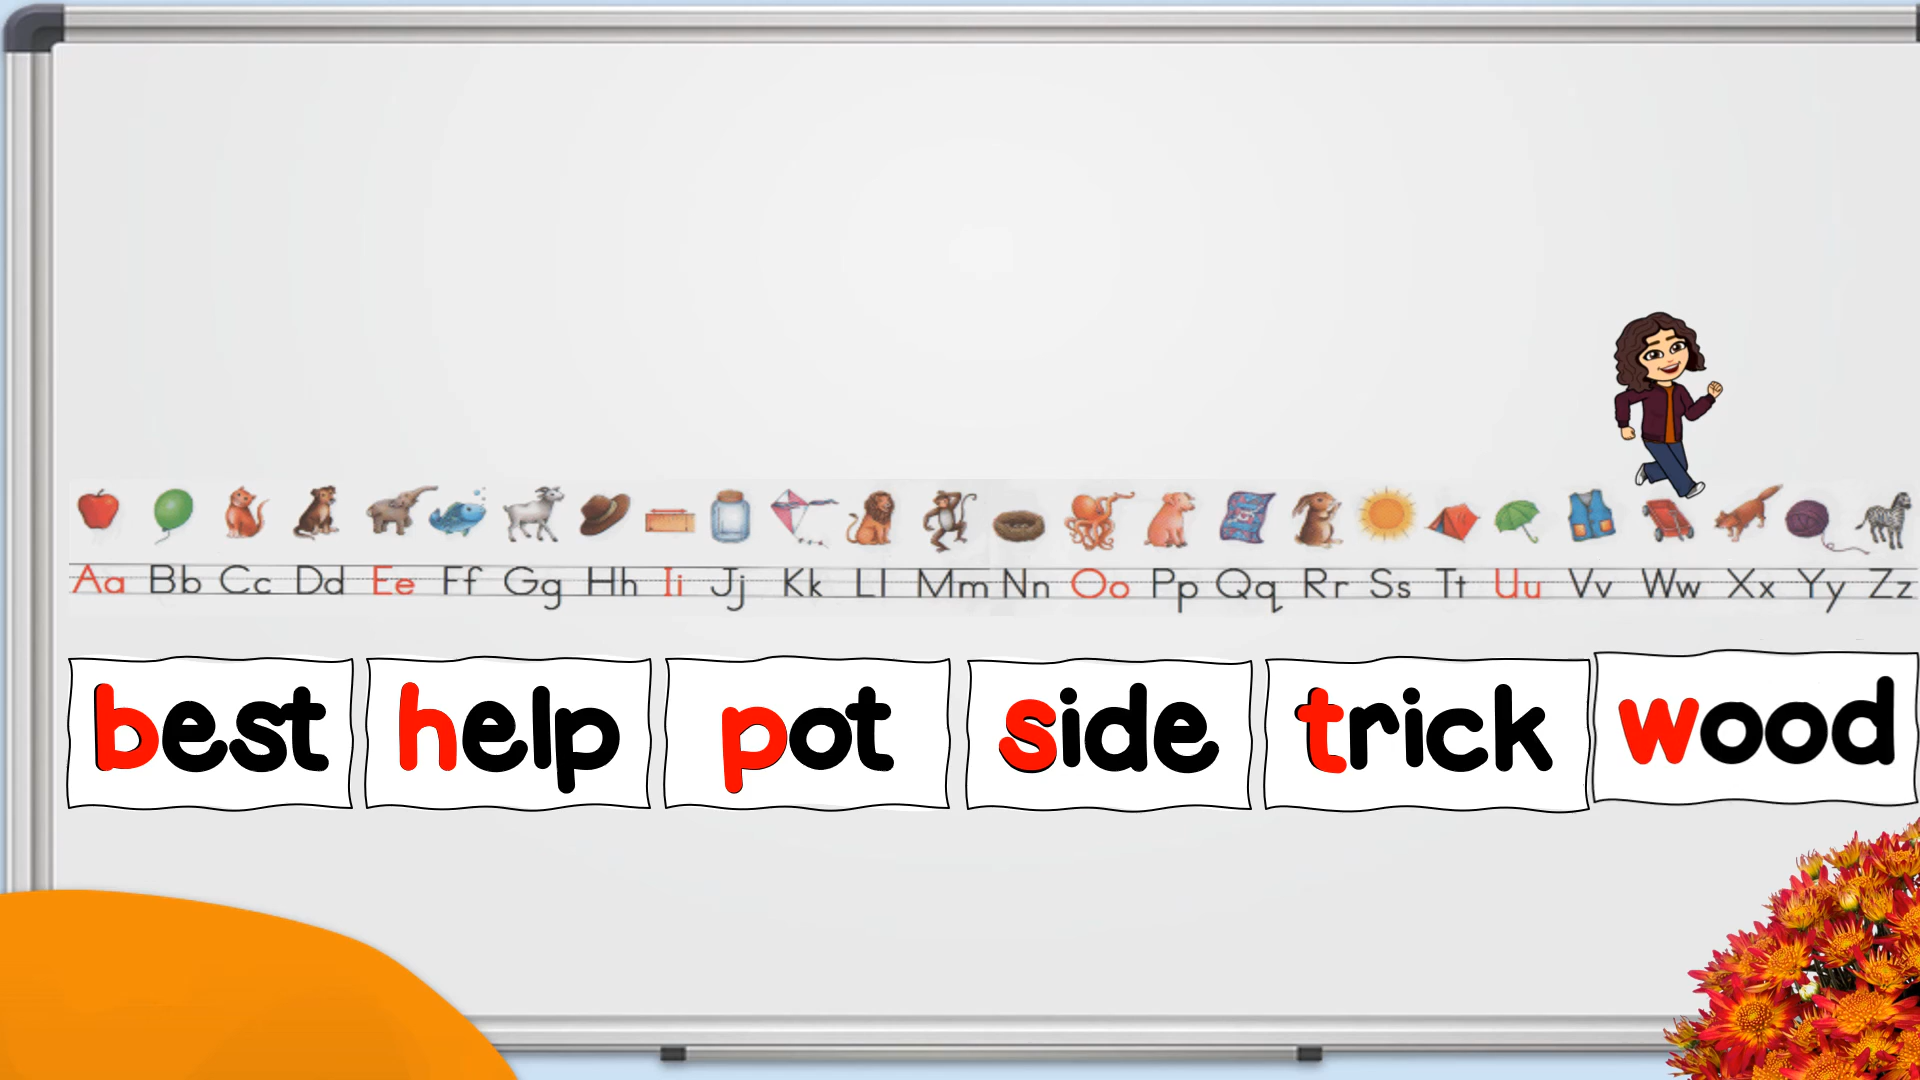 Aa Bb Cc Dd Ee Ff Gg Hh Ii Jj Kk Ll Mm Nn Oo Pp Qq Rr Ss Tt Uu Vv Ww Xx Yy Zz
best help pot side trick wood